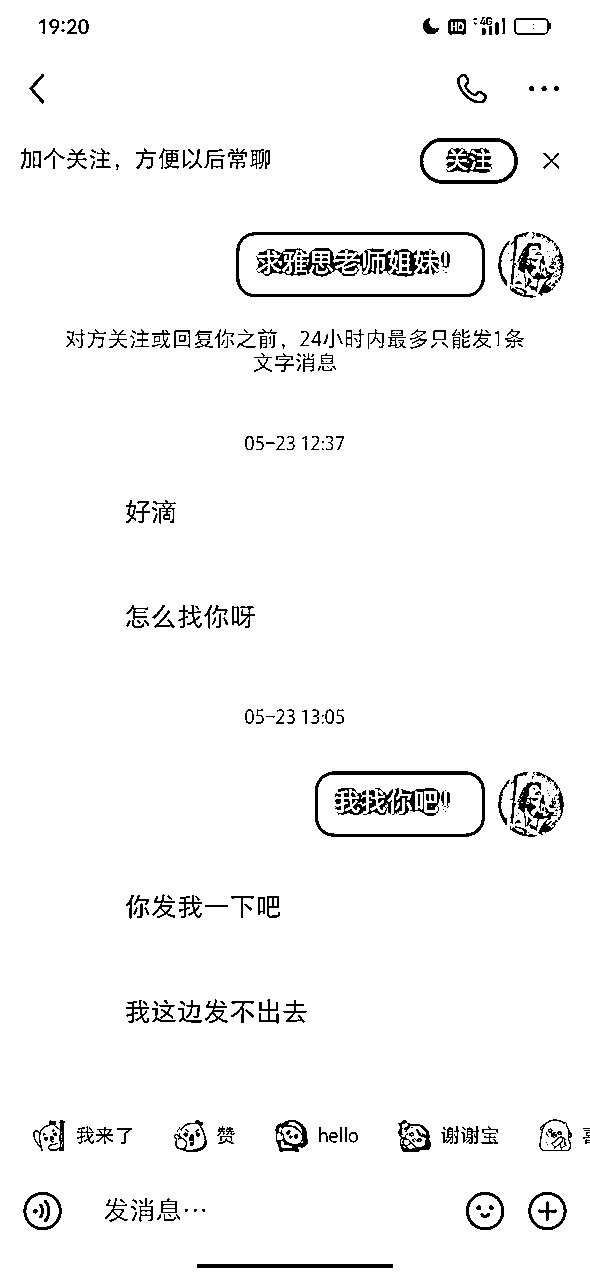 19:20
HD 4G
加个关注，方便以后常聊
关注
求雅思老师姐妹！
对方关注或回复你之前，24小时内最多只能发1条
文字消息
05-23 12:37
好滴
怎么找你呀
05-23 13:05
我找你吧！
你发我一下吧
我这边发不出去
我来了 赞 hello 谢谢宝
发消息…